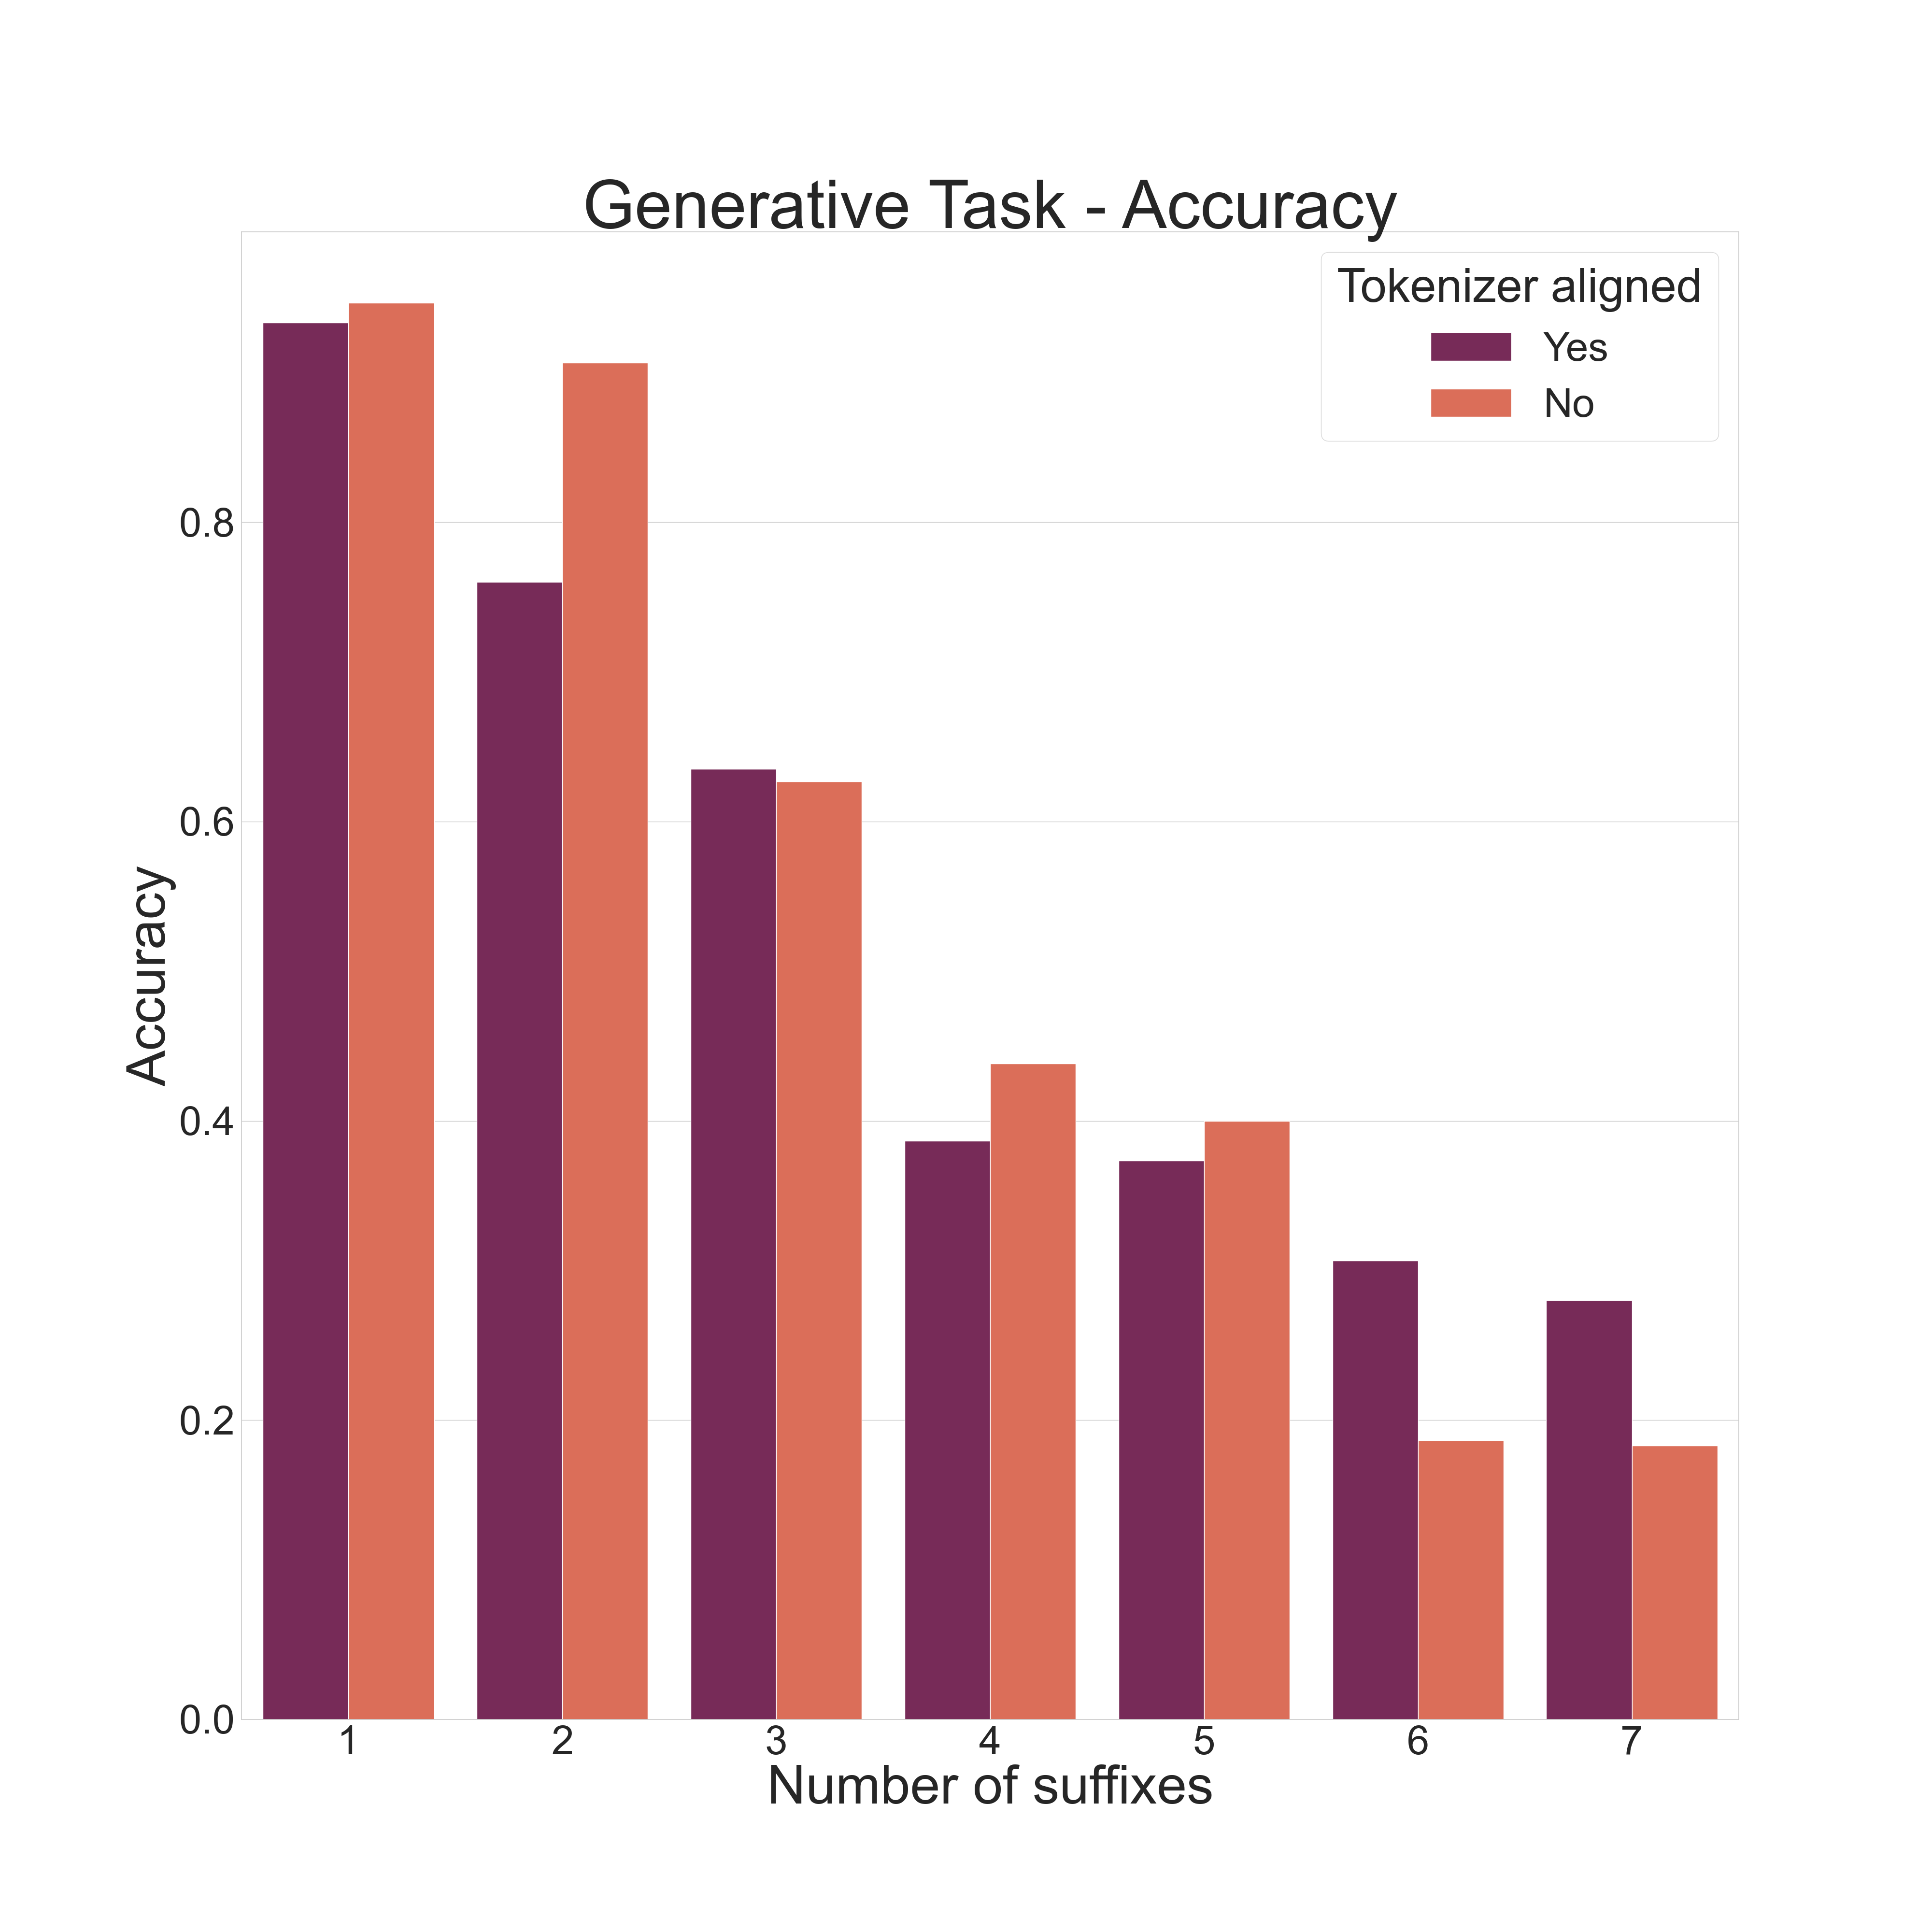 Generative Task - Accuracy
Tokenizer aligned
Yes
No
0.8
0.6
0.4
0.2
0.0
Accuracy
1 2 3 4 5 6 7
Number of suffixes